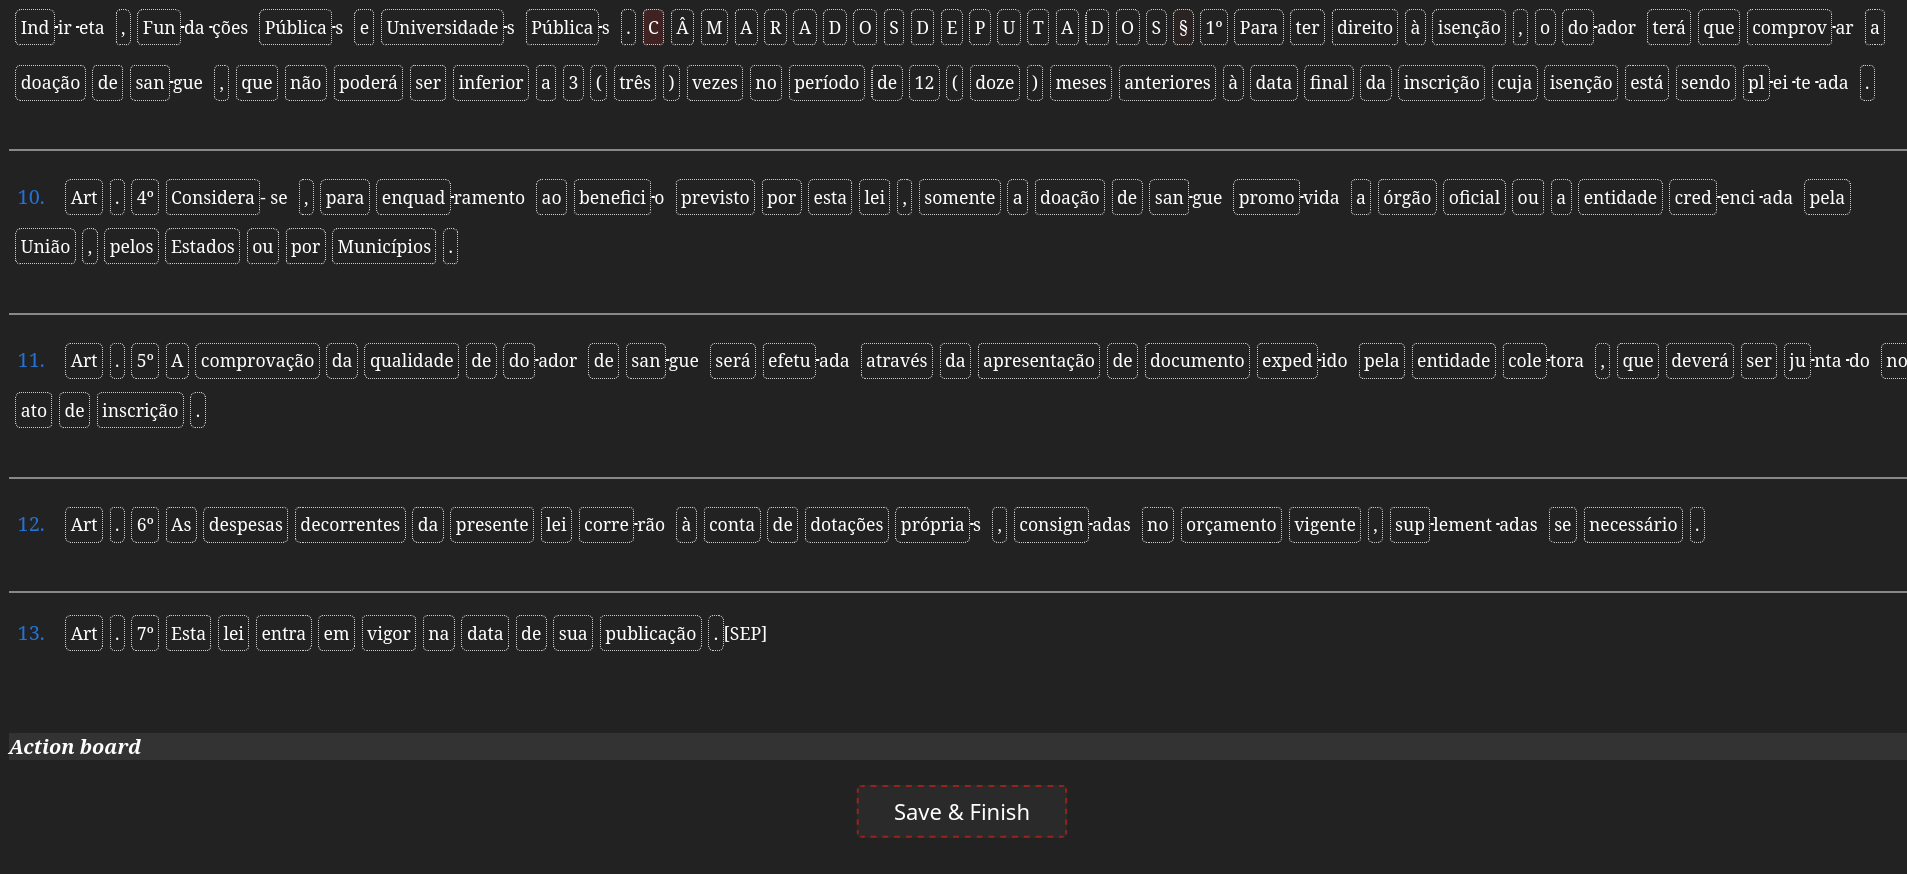 Ind -ir -eta , Fun -da -ções Pública -s e Universidade -s Pública -s . C Â M A R A D O S D E P U T A D O S § 1º Para ter direito à isenção , o do -ador terá que comprov -ar a
doação de san -gue , que não poderá ser inferior a 3 ( três ) vezes no período de 12 ( doze ) meses anteriores à data final da inscrição cuja isenção está sendo pl -ei -te -ada .
10. Art . 4º Considera - se , para enquad -ramento ao benefici -o previsto por esta lei , somente a doação de san -gue promo -vida a órgão oficial ou a entidade cred -enci -ada pela
União , pelos Estados ou por Municípios .
11. Art . 5º A comprovação da qualidade de do -ador de san -gue será efetu -ada através da apresentação de documento exped -ido pela entidade cole -tora , que deverá ser ju -nta -do no
ato de inscrição .
12. Art . 6º As despesas decorrentes da presente lei corre -rão à conta de dotações própria -s , consign -adas no orçamento vigente , sup -lement -adas se necessário .
13. Art . 7º Esta lei entra em vigor na data de sua publicação . [SEP]
Action board
Save & Finish